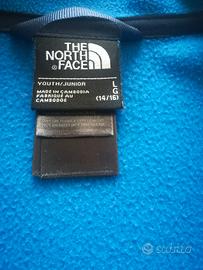 THE
NORTH
FACE
YOUTH/JUNIOR
L
G
MADE IN CAMBODIA
FABRIQUÉ AU
CAMBODGE
(14/16)
subito